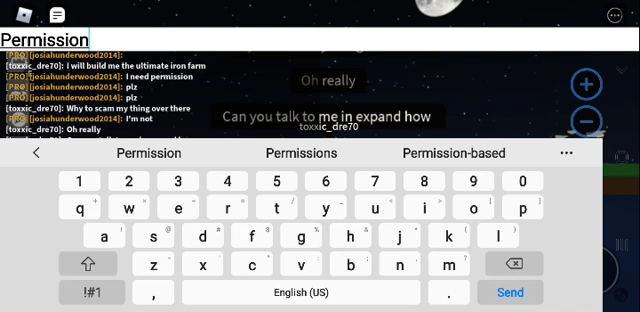 Permission
[PRO][josiahunderwood2014]:
[toxxic_dre70]: I will build me the ultimate iron farm
[PRO][josiahunderwood2014]: I need permission
[PRO][josiahunderwood2014]: plz
[PRO][josiahunderwood2014]: plz
[toxxic_dre70]: Why to scam my thing over there
[PRO][josiahunderwood2014]: I'm not
[toxxic_dre70]: Oh really
Oh really
Can you talk to me in expand how
toxxic_dre70
Permission Permissions Permission-based
1 2 3 4 5 6 7 8 9 0
q w e r t y u i o p
a s d f g h j k l
z x c v b n m
!#1 , English (US) . Send